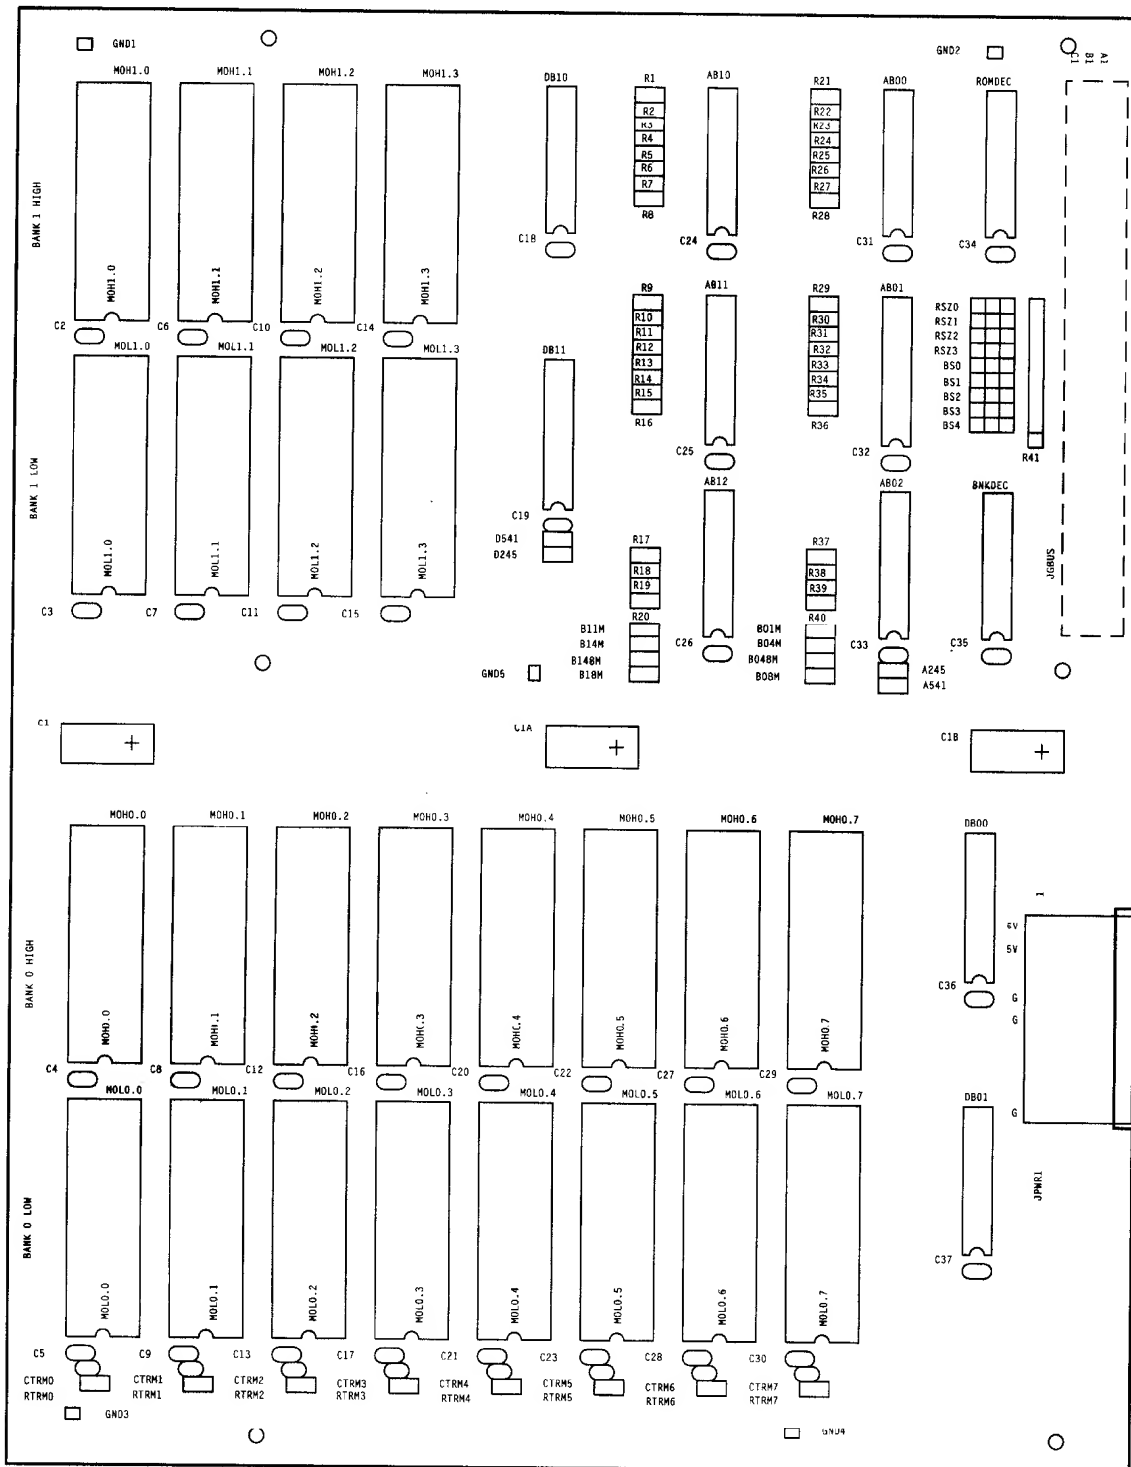 GND1
GND2
A1
B1
C1
MOH1.0
MOH1.1
MOH1.2
MOH1.3
DB10
R1
AB10
R21
AB00
ROMDEC
R2
R3
R4
R5
R6
R7
R8
R22
R23
R24
R25
R26
R27
R28
BANK 1 HIGH
C18
C24
C31
C34
MOH1.0
MOH1.1
MOH1.2
MOH1.3
C2
C6
C10
C14
MOL1.0
MOL1.1
MOL1.2
MOL1.3
DB11
R9
R10
R11
R12
R13
R14
R15
R16
AB11
R29
R30
R31
R32
R33
R34
R35
R36
AB01
RSZ0
RSZ1
RSZ2
RSZ3
BS0
BS1
BS2
BS3
BS4
R41
C25
C32
BANK 1 LOW
AB12
AB02
BNKDEC
C19
D541
D245
R17
R18
R19
R20
R37
R38
R39
R40
JGBUS
MOL1.0
MOL1.1
MOL1.2
MOL1.3
C3
C7
C11
C15
B11M
B14M
B148M
B18M
C26
B01M
B04M
B048M
B08M
C33
C35
A245
A541
GND5
C1
C1A
C1B
MOH0.0
MOH0.1
MOH0.2
MOH0.3
MOH0.4
MOH0.5
MOH0.6
MOH0.7
DB00
1
6V
5V
G
G
G
BANK 0 HIGH
C36
MOH0.0
MOH0.1
MOH0.2
MOH0.3
MOH0.4
MOH0.5
MOH0.6
MOH0.7
C4
C8
C12
C16
C20
C22
C27
C29
MOL0.0
MOL0.1
MOL0.2
MOL0.3
MOL0.4
MOL0.5
MOL0.6
MOL0.7
DB01
JPWR1
BANK 0 LOW
C37
MOL0.0
MOL0.1
MOL0.2
MOL0.3
MOL0.4
MOL0.5
MOL0.6
MOL0.7
C5
C9
C13
C17
C21
C23
C28
C30
CTRM0
CTRM1
CTRM2
CTRM3
CTRM4
CTRM5
CTRM6
CTRM7
RTRM0
RTRM1
RTRM2
RTRM3
RTRM4
RTRM5
RTRM6
RTRM7
GND3
GND4